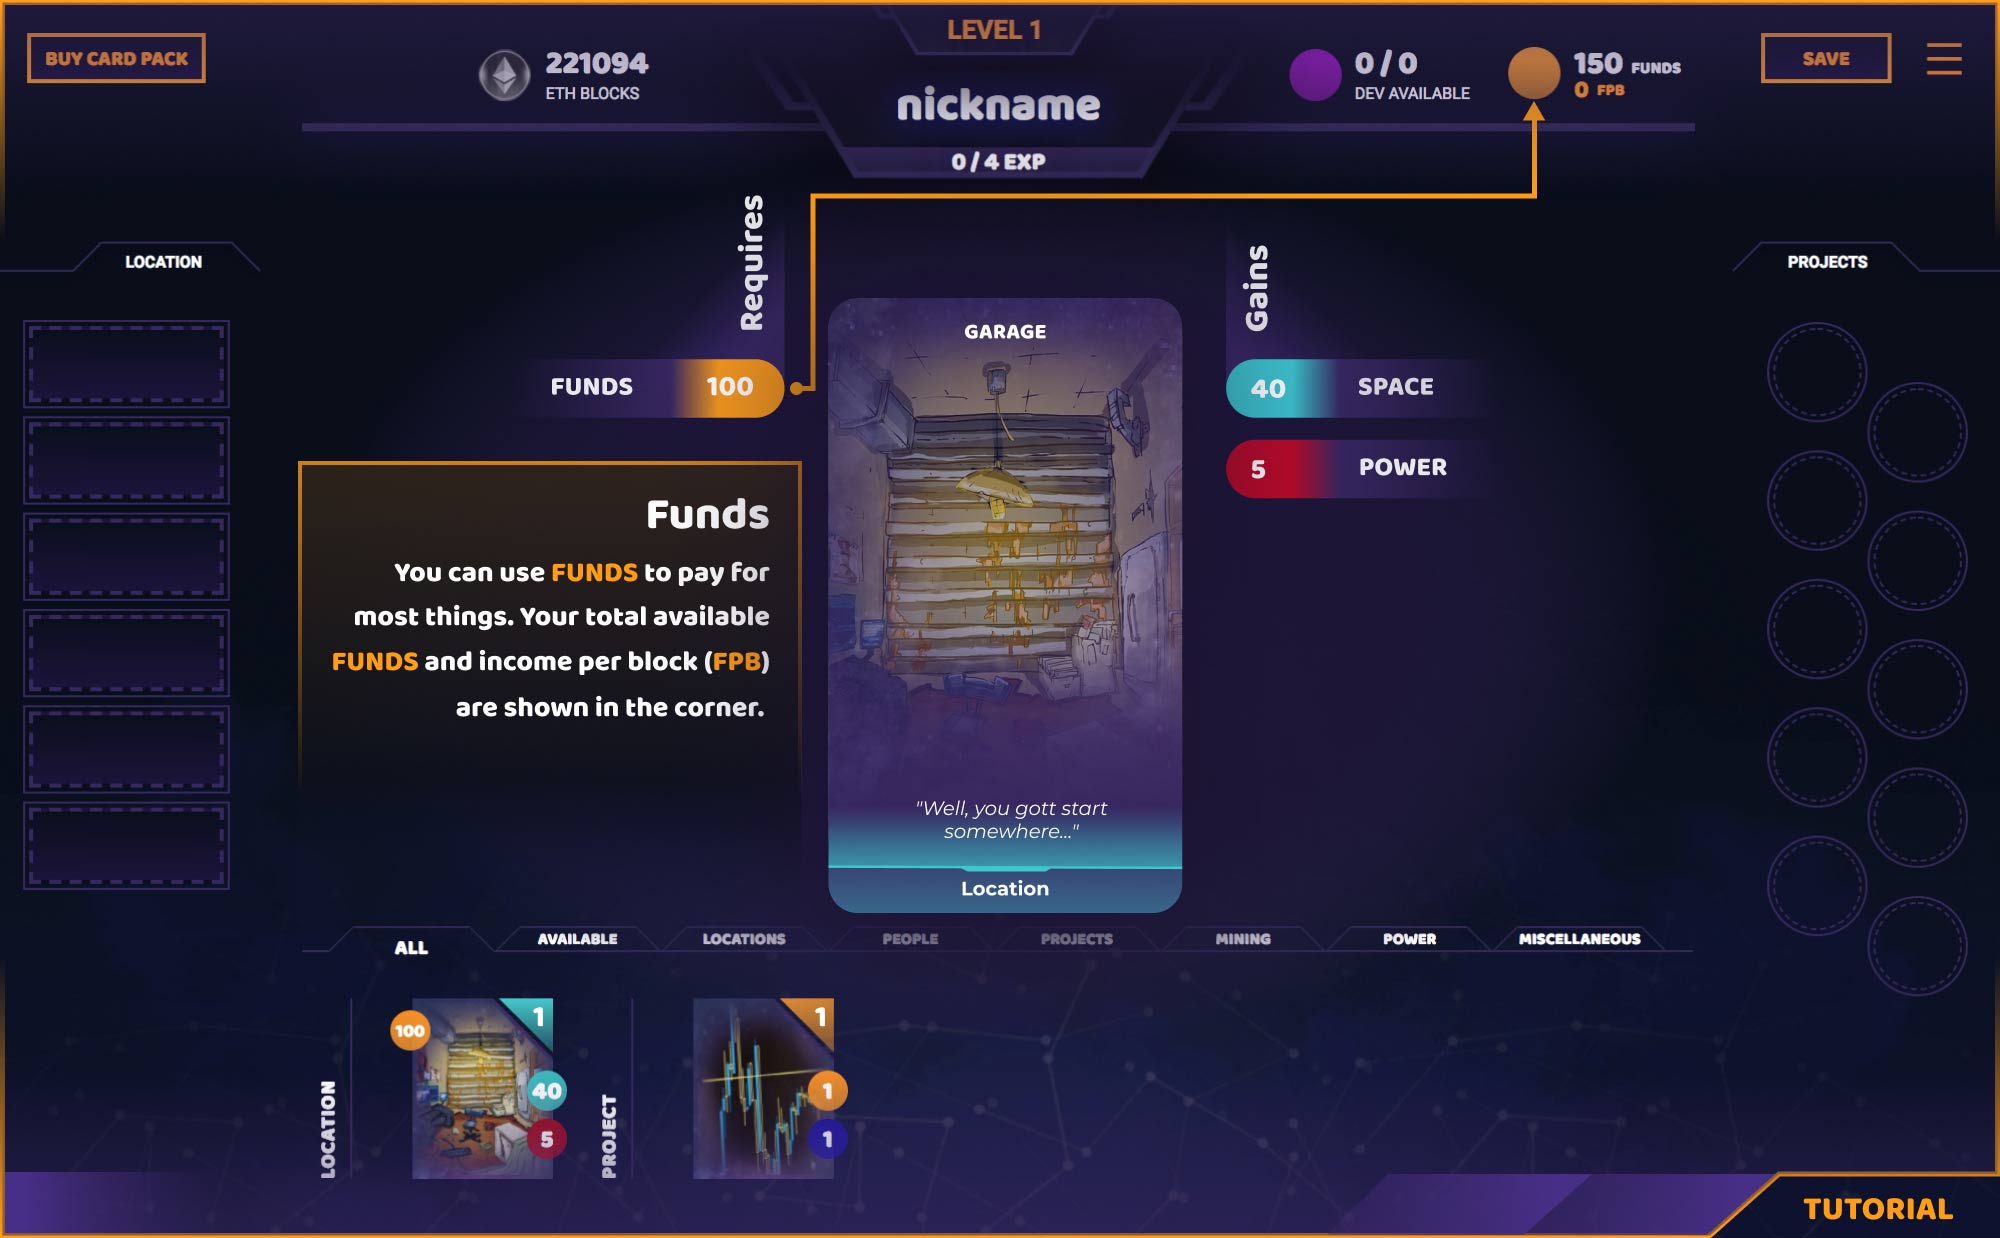 BUY CARD PACK
221094
ETH BLOCKS
LEVEL 1
nickname
0 / 4 EXP
0 / 0
DEV AVAILABLE
150 FUNDS
0 FPB
SAVE
LOCATION
PROJECTS
Requires
FUNDS 100
Funds
You can use FUNDS to pay for
most things. Your total available
FUNDS and income per block (FPB)
are shown in the corner.
GARAGE
"Well, you gott start
somewhere..."
Location
Gains
40 SPACE
5 POWER
ALL
AVAILABLE
LOCATIONS
PEOPLE
PROJECTS
MINING
POWER
MISCELLANEOUS
LOCATION
100
1
40
5
PROJECT
1
1
1
TUTORIAL